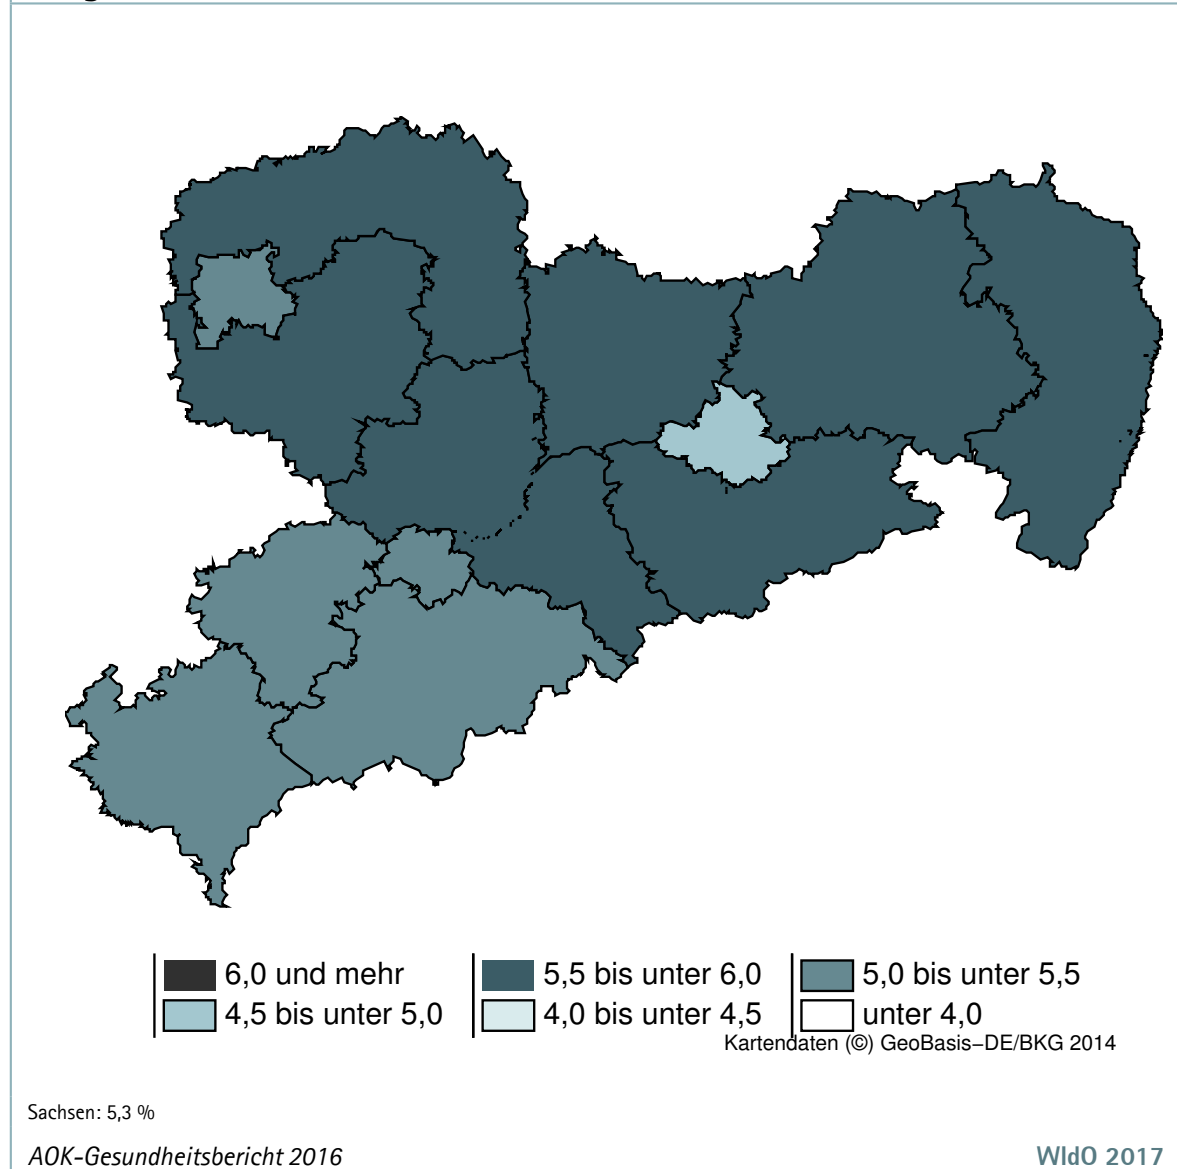 6,0 und mehr 5,5 bis unter 6,0 5,0 bis unter 5,5
4,5 bis unter 5,0 4,0 bis unter 4,5 unter 4,0
Kartendaten (©) GeoBasis−DE/BKG 2014
Sachsen: 5,3 %
AOK-Gesundheitsbericht 2016 WIdO 2017